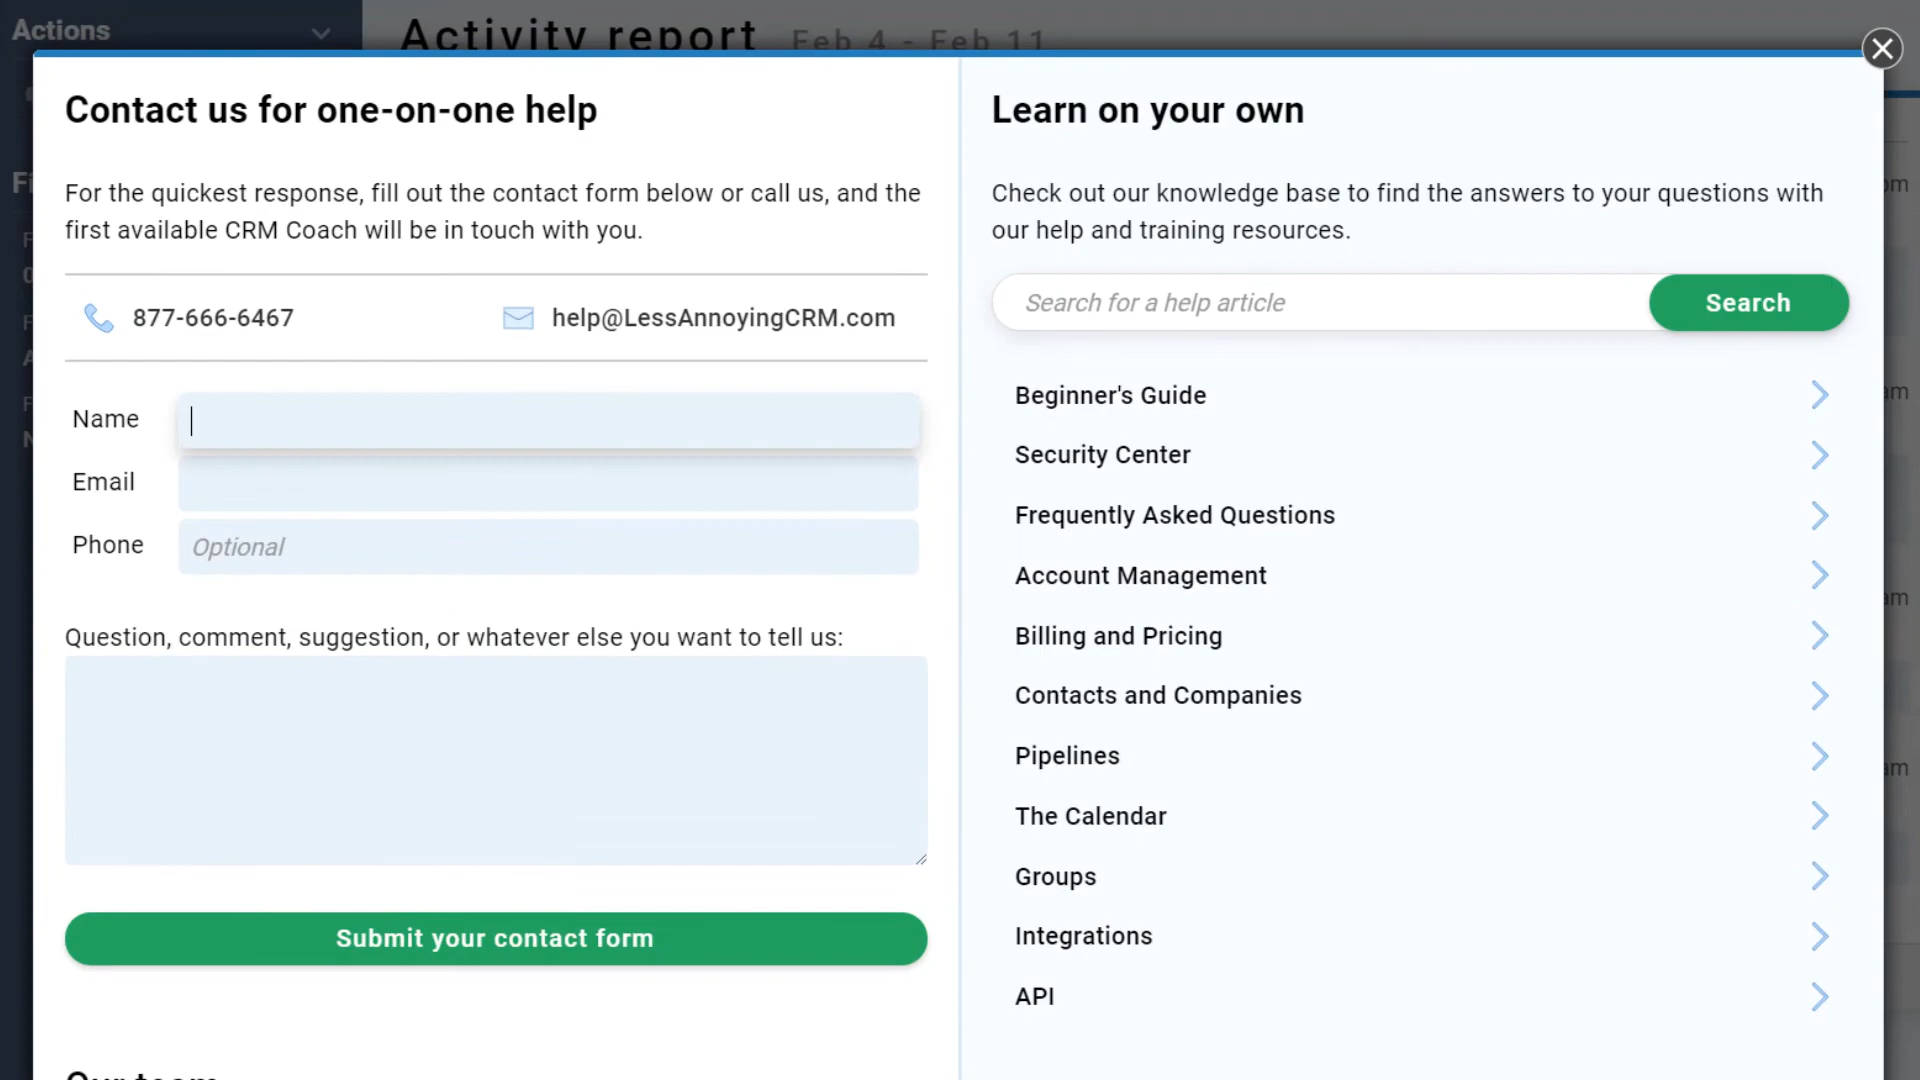 Actions
Activity report Feb 4 - Feb 11
Contact us for one-on-one help
For the quickest response, fill out the contact form below or call us, and the
first available CRM Coach will be in touch with you.
877-666-6467
help@LessAnnoyingCRM.com
Name
Email
Phone
Optional
Question, comment, suggestion, or whatever else you want to tell us:
Submit your contact form
Learn on your own
Check out our knowledge base to find the answers to your questions with
our help and training resources.
Search for a help article
Search
Beginner's Guide
Security Center
Frequently Asked Questions
Account Management
Billing and Pricing
Contacts and Companies
Pipelines
The Calendar
Groups
Integrations
API